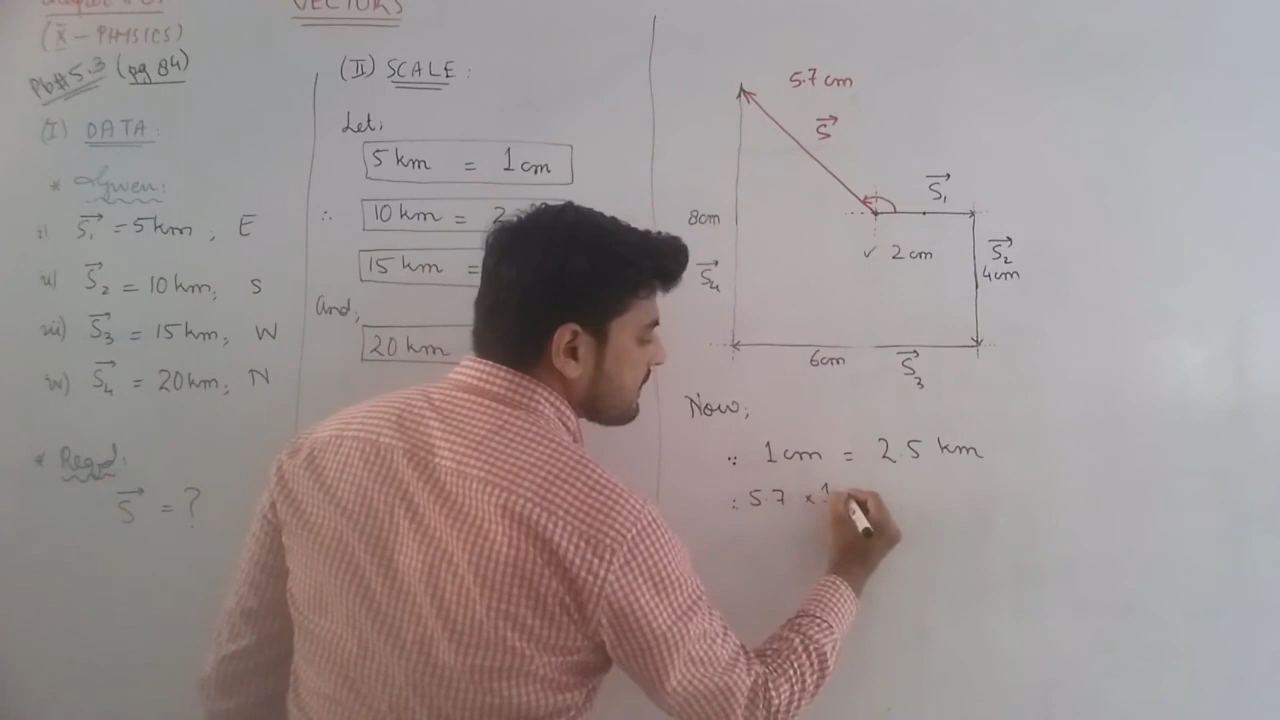 VECTORS
(X – PHYSICS)
Pb# 5.3 (pg 84)
(I) DATA:
* Given:
i) S₁ = 5 km, E
ii) S₂ = 10 km, S
iii) S₃ = 15 km, W
iv) S₄ = 20 km, N
* Reqd:
S = ?
(II) SCALE:
Let;
5 km = 1 cm
∴ 10 km = 2
15 km =
And;
20 km
5.7 cm
S
S₁
8cm
✓ 2 cm
S₂
4cm
S₄
6cm
S₃
Now;
∵ 1 cm = 2.5 km
∴ 5.7 × 1